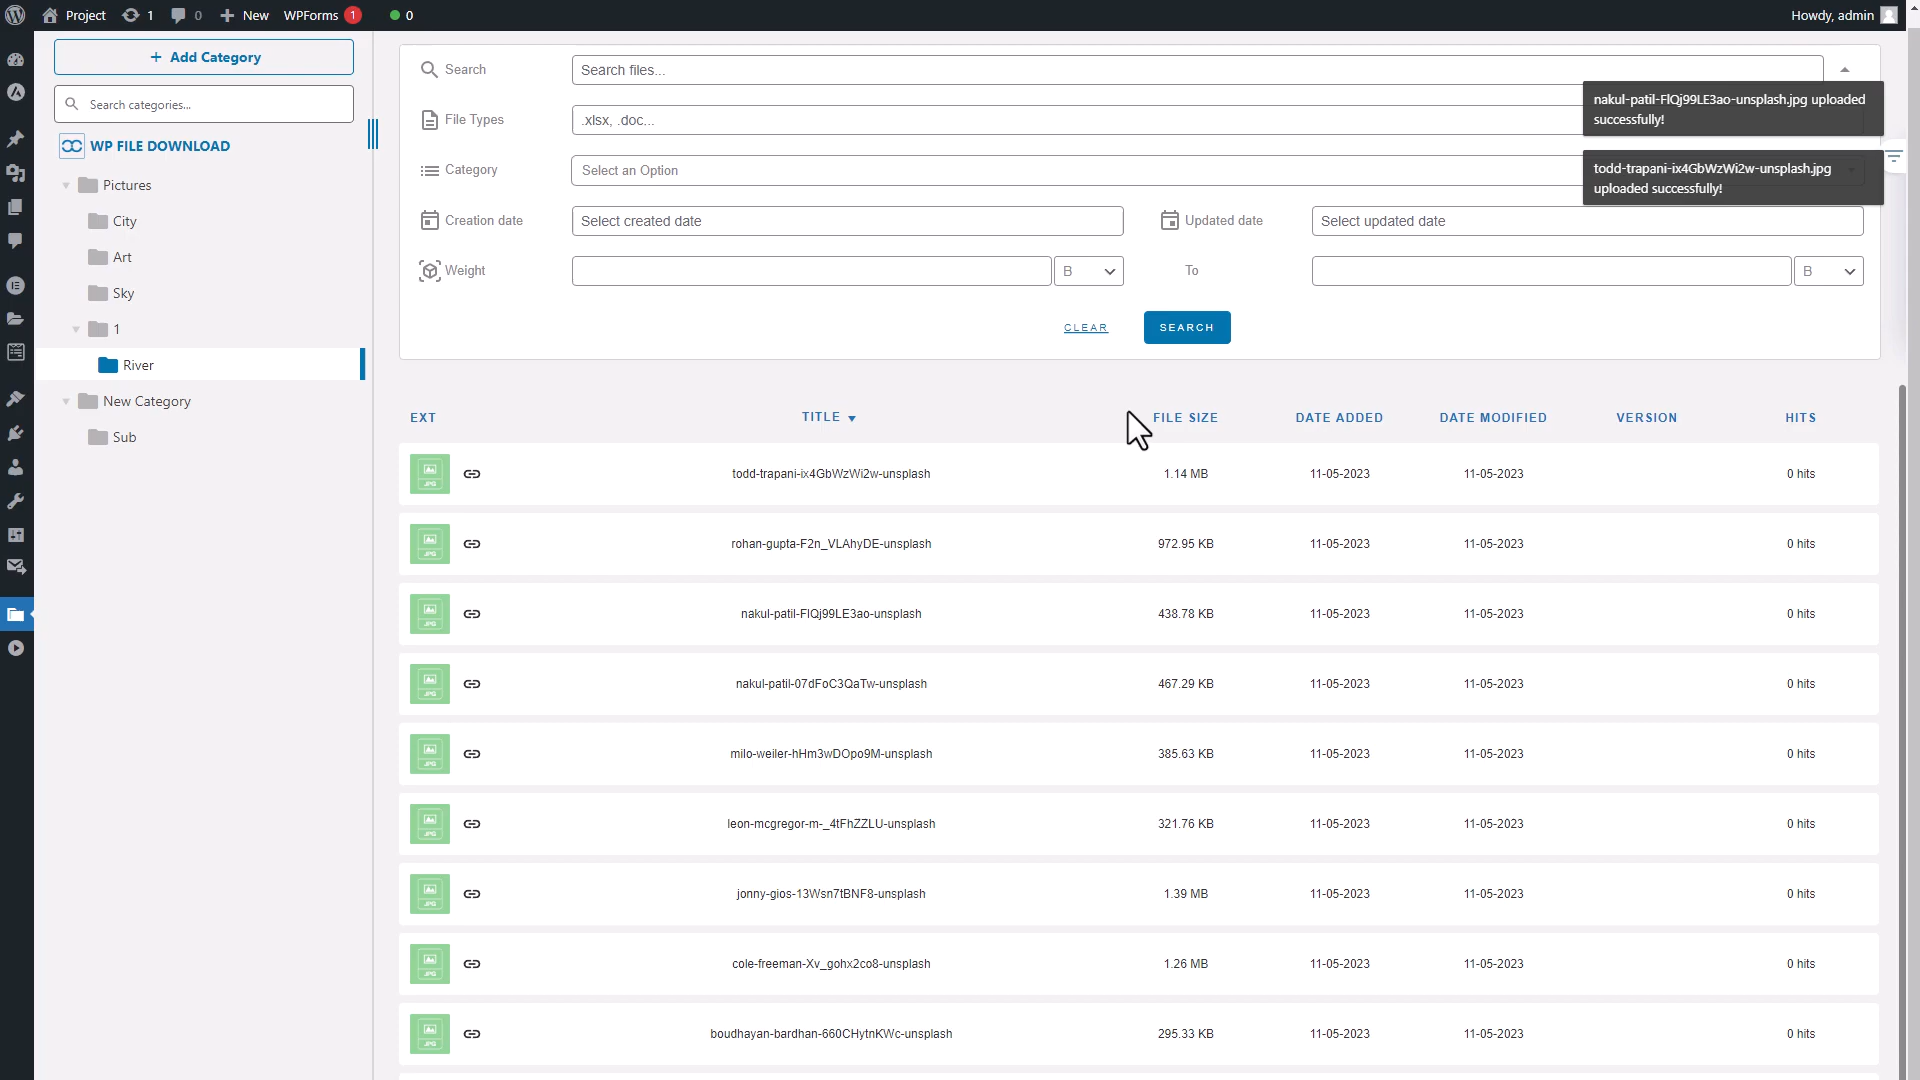 Project
1
0
New
WPForms 1
0
Howdy, admin
Add Category
Search categories...
WP FILE DOWNLOAD
Pictures
City
Art
Sky
1
River
New Category
Sub
Search
Search files...
File Types
.xlsx, .doc...
Category
Select an Option
Creation date
Select created date
Updated date
Select updated date
Weight
B
To
B
CLEAR
SEARCH
nakul-patil-FlQj99LE3ao-unsplash.jpg uploaded
successfully!
todd-trapani-ix4GbWzWi2w-unsplash.jpg
uploaded successfully!
EXT TITLE FILE SIZE DATE ADDED DATE MODIFIED VERSION HITS
JPG todd-trapani-ix4GbWzWi2w-unsplash 1.14 MB 11-05-2023 11-05-2023 0 hits
JPG rohan-gupta-F2n_VLAhyDE-unsplash 972.95 KB 11-05-2023 11-05-2023 0 hits
JPG nakul-patil-FlQj99LE3ao-unsplash 438.78 KB 11-05-2023 11-05-2023 0 hits
JPG nakul-patil-07dFoC3QaTw-unsplash 467.29 KB 11-05-2023 11-05-2023 0 hits
JPG milo-weiler-hHm3wDOpo9M-unsplash 385.63 KB 11-05-2023 11-05-2023 0 hits
JPG leon-mcgregor-m-_4tFhZZLU-unsplash 321.76 KB 11-05-2023 11-05-2023 0 hits
JPG jonny-gios-13Wsn7tBNF8-unsplash 1.39 MB 11-05-2023 11-05-2023 0 hits
JPG cole-freeman-Xv_gohx2co8-unsplash 1.26 MB 11-05-2023 11-05-2023 0 hits
JPG boudhayan-bardhan-660CHytnKWc-unsplash 295.33 KB 11-05-2023 11-05-2023 0 hits